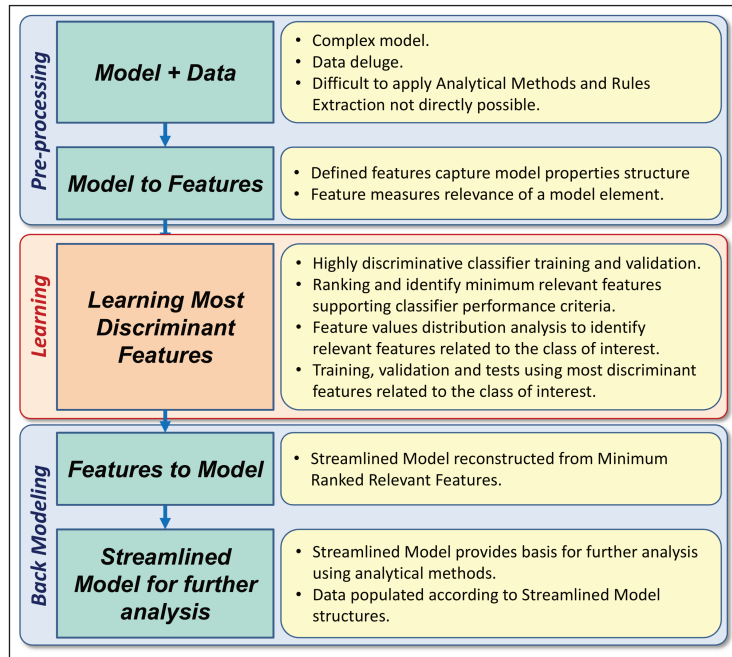 Pre-processing
Model + Data
• Complex model.
• Data deluge.
• Difficult to apply Analytical Methods and Rules
Extraction not directly possible.
Model to Features
• Defined features capture model properties structure
• Feature measures relevance of a model element.
Learning
Learning Most
Discriminant
Features
• Highly discriminative classifier training and validation.
• Ranking and identify minimum relevant features
supporting classifier performance criteria.
• Feature values distribution analysis to identify
relevant features related to the class of interest.
• Training, validation and tests using most discriminant
features related to the class of interest.
Back Modeling
Features to Model
• Streamlined Model reconstructed from Minimum
Ranked Relevant Features.
Streamlined
Model for further
analysis
• Streamlined Model provides basis for further analysis
using analytical methods.
• Data populated according to Streamlined Model
structures.